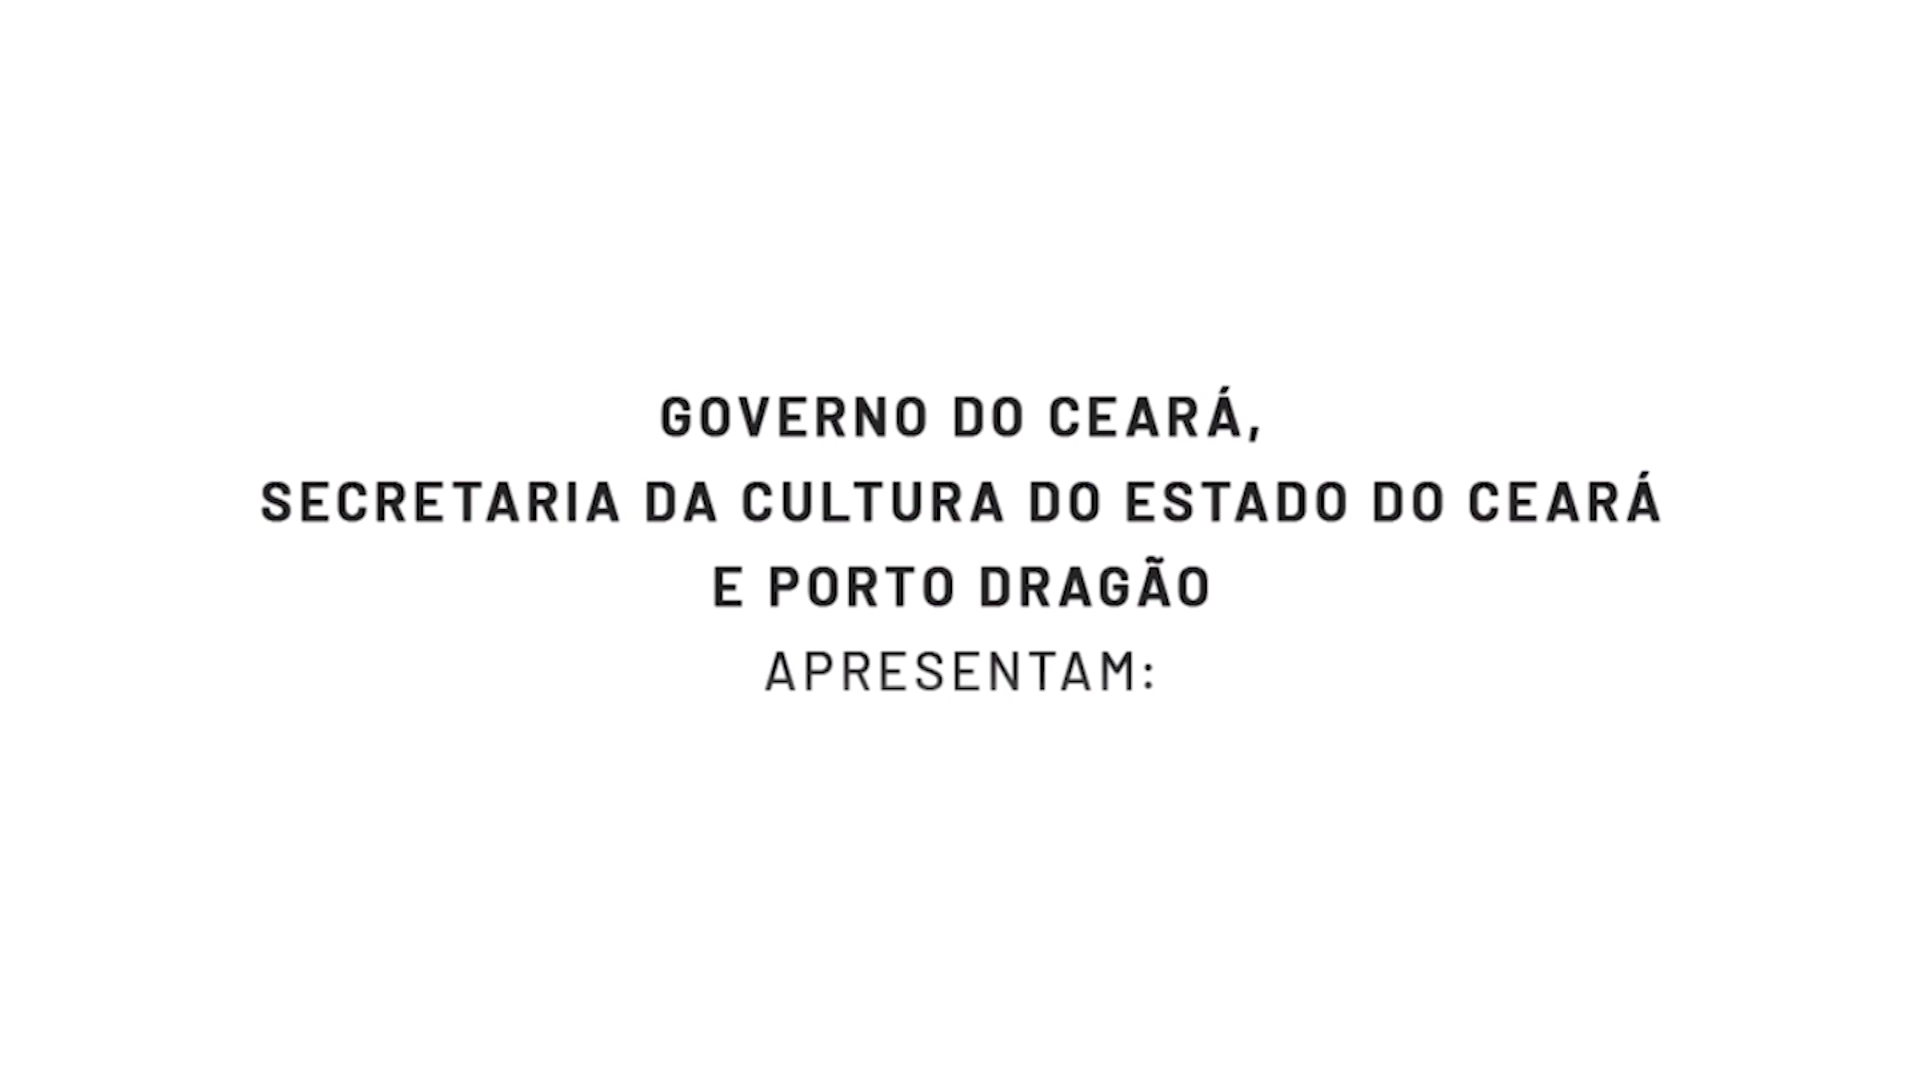 GOVERNO DO CEARÁ,
SECRETARIA DA CULTURA DO ESTADO DO CEARÁ
E PORTO DRAGÃO
APRESENTAM: